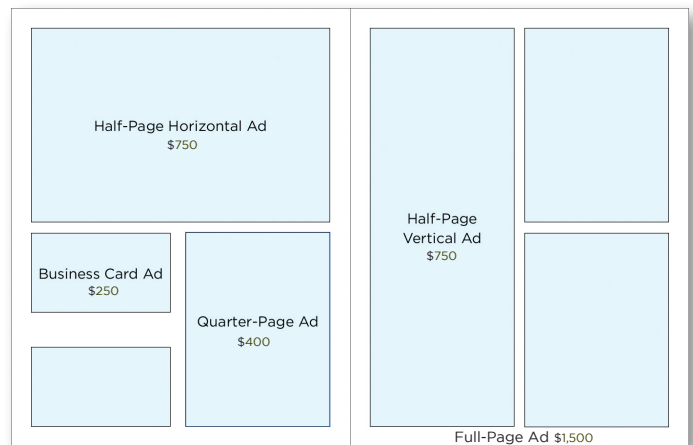 Half-Page Horizontal Ad
$750
Business Card Ad
$250
Quarter-Page Ad
$400
Half-Page
Vertical Ad
$750
Full-Page Ad $1,500